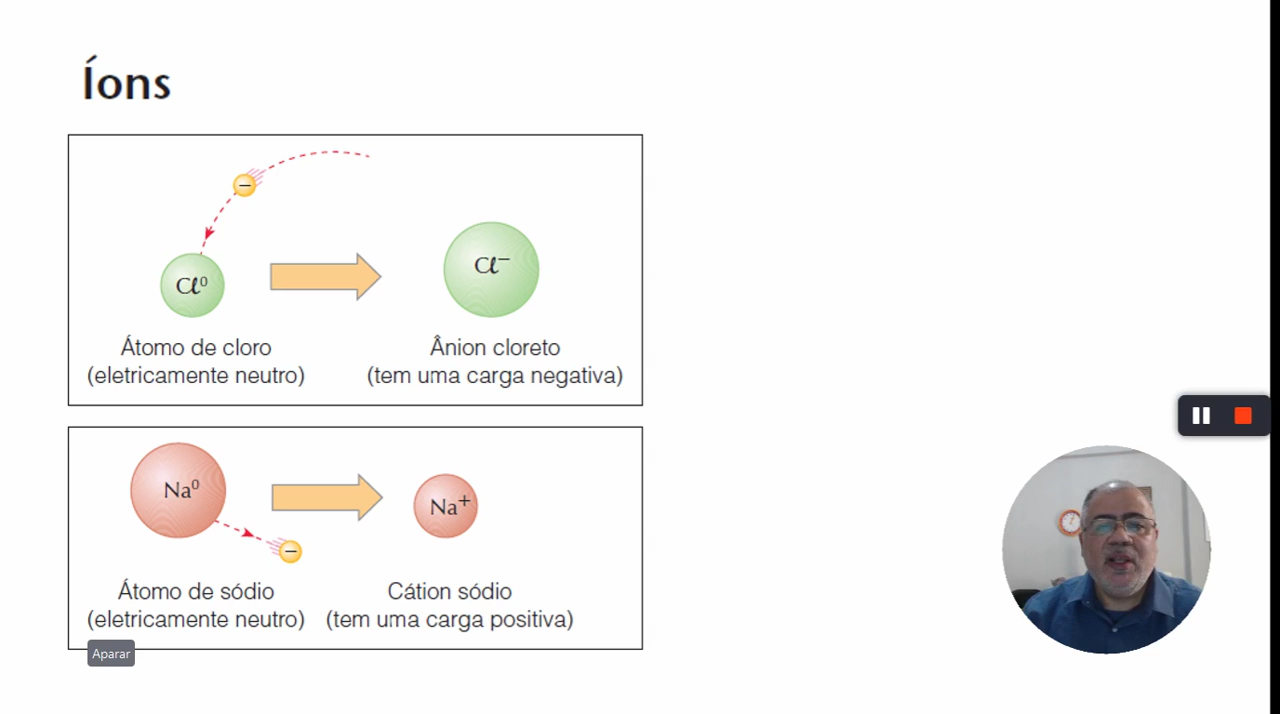 Íons
−
Cℓ⁰
Cℓ⁻
Átomo de cloro
(eletricamente neutro)
Ânion cloreto
(tem uma carga negativa)
Na⁰
−
Na⁺
Átomo de sódio
(eletricamente neutro)
Cátion sódio
(tem uma carga positiva)
Aparar